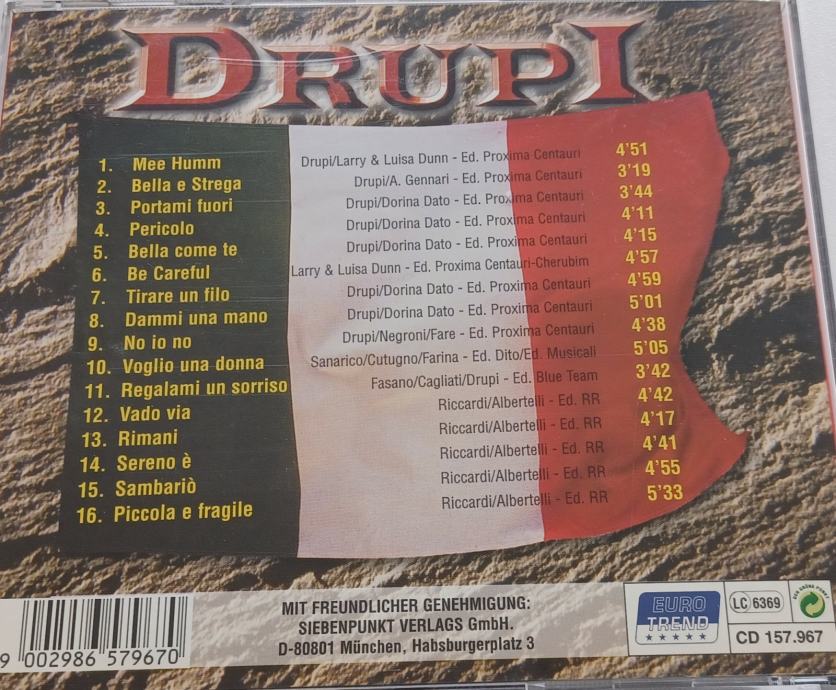 DRUPI
1. Mee Humm Drupi/Larry & Luisa Dunn - Ed. Proxima Centauri 4'51
2. Bella e Strega Drupi/A. Gennari - Ed. Proxima Centauri 3'19
3. Portami fuori Drupi/Dorina Dato - Ed. Proxima Centauri 3'44
4. Pericolo Drupi/Dorina Dato - Ed. Proxima Centauri 4'11
5. Bella come te Drupi/Dorina Dato - Ed. Proxima Centauri 4'15
6. Be Careful Larry & Luisa Dunn - Ed. Proxima Centauri-Cherubim 4'57
7. Tirare un filo Drupi/Dorina Dato - Ed. Proxima Centauri 4'59
8. Dammi una mano Drupi/Dorina Dato - Ed. Proxima Centauri 5'01
9. No io no Drupi/Negroni/Fare - Ed. Proxima Centauri 4'38
10. Voglio una donna Sanarico/Cutugno/Farina - Ed. Dito/Ed. Musicali 5'05
11. Regalami un sorriso Fasano/Cagliati/Drupi - Ed. Blue Team 3'42
12. Vado via Riccardi/Albertelli - Ed. RR 4'42
13. Rimani Riccardi/Albertelli - Ed. RR 4'17
14. Sereno è Riccardi/Albertelli - Ed. RR 4'41
15. Sambariò Riccardi/Albertelli - Ed. RR 4'55
16. Piccola e fragile Riccardi/Albertelli - Ed. RR 5'33
9 002986 579670
MIT FREUNDLICHER GENEHMIGUNG:
SIEBENPUNKT VERLAGS GmbH.
D-80801 München, Habsburgerplatz 3
EURO
TREND
LC 6369
CD 157.967